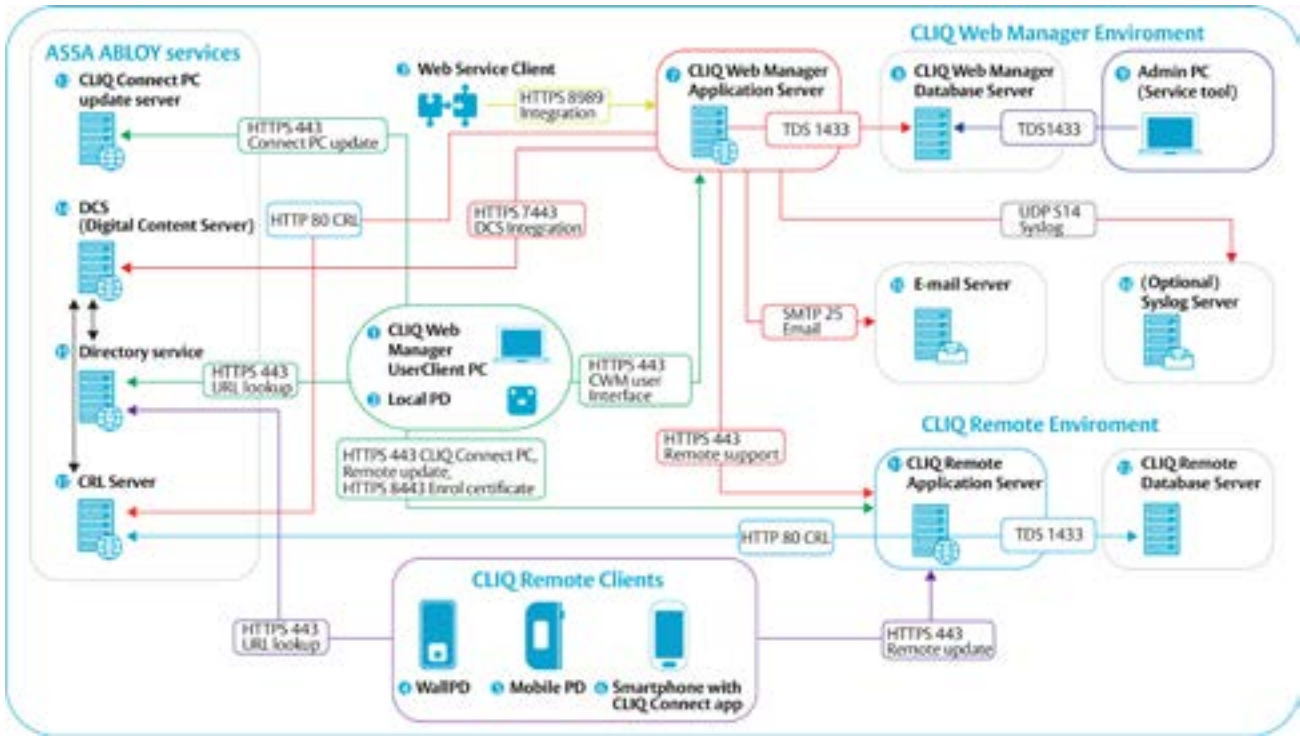 ASSA ABLOY services
CLIQ Connect PC
update server
HTTPS 443
Connect PC update
DCS
(Digital Content Server)
HTTP 80 CRL
HTTPS 7443
DCS Integration
Directory service
HTTPS 443
URL lookup
CRL Server
Web Service Client
HTTPS 8989
Integration
CLIQ Web Manager Enviroment
CLIQ Web Manager
Application Server
TDS 1433
CLIQ Web Manager
Database Server
TDS1433
Admin PC
(Service tool)
UDP 514
Syslog
E-mail Server
SMTP 25
Email
(Optional)
Syslog Server
CLIQ Web
Manager
UserClient PC
Local PD
HTTPS 443
CWM user
Interface
HTTPS 443 CLIQ Connect PC,
Remote update,
HTTPS 8443 Enrol certificate
HTTPS 443
Remote support
CLIQ Remote Enviroment
CLIQ Remote
Application Server
CLIQ Remote
Database Server
HTTP 80 CRL
TDS 1433
CLIQ Remote Clients
HTTPS 443
URL lookup
HTTPS 443
Remote update
WallPD
Mobile PD
Smartphone with
CLIQ Connect app